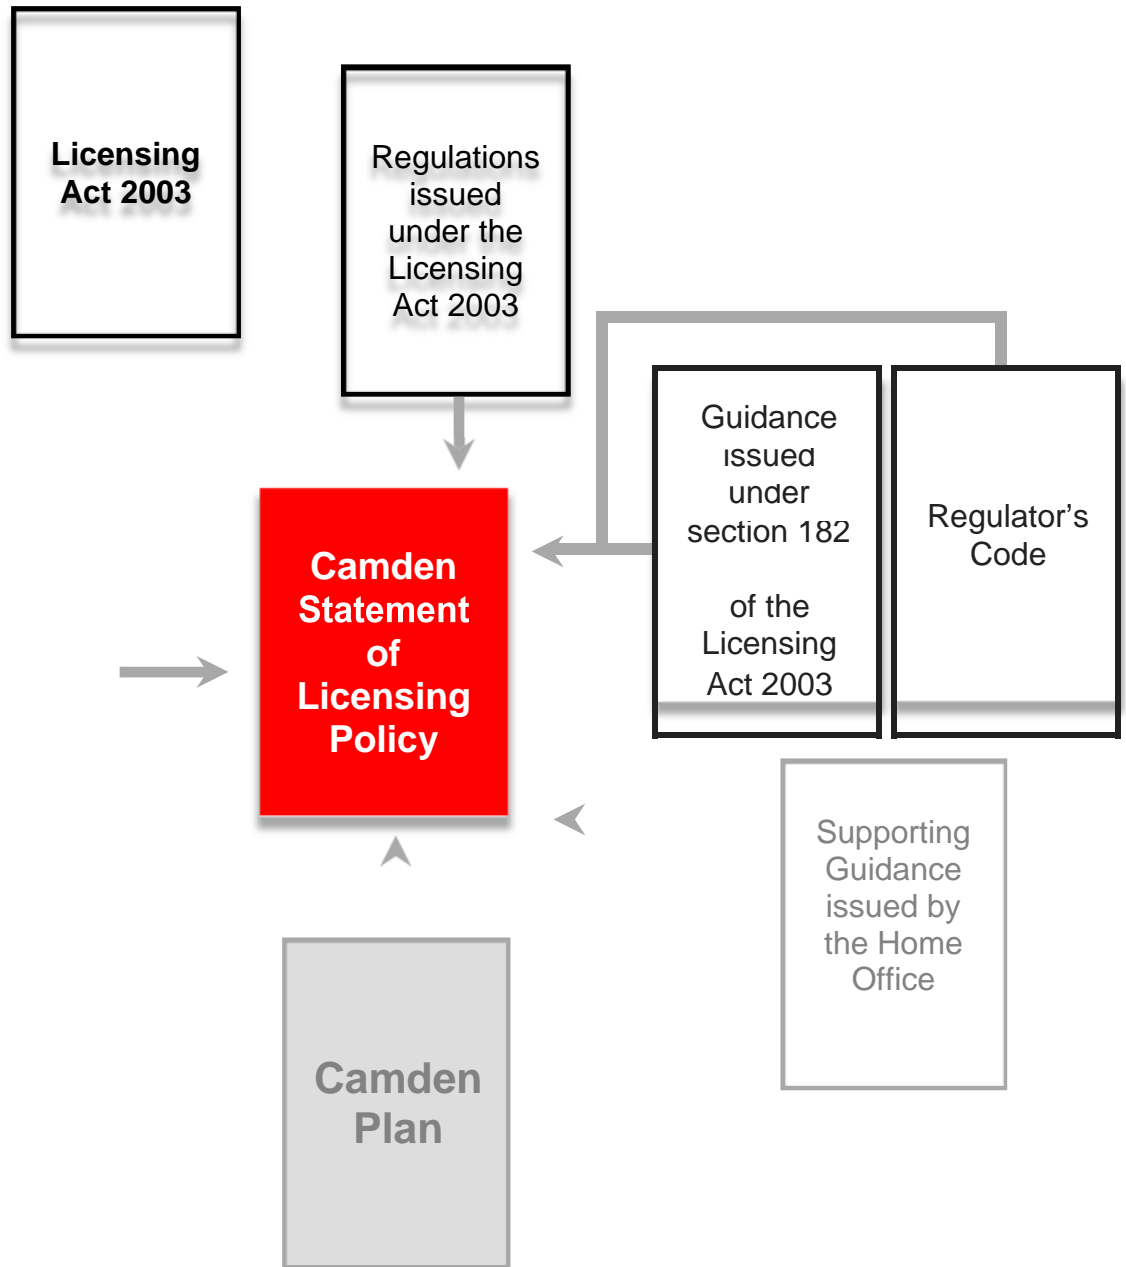 Licensing
Act 2003
Regulations
issued
under the
Licensing
Act 2003
Guidance
issued
under
section 182
of the
Licensing
Act 2003
Regulator’s
Code
Camden
Statement
of
Licensing
Policy
Supporting
Guidance
issued by
the Home
Office
Camden
Plan